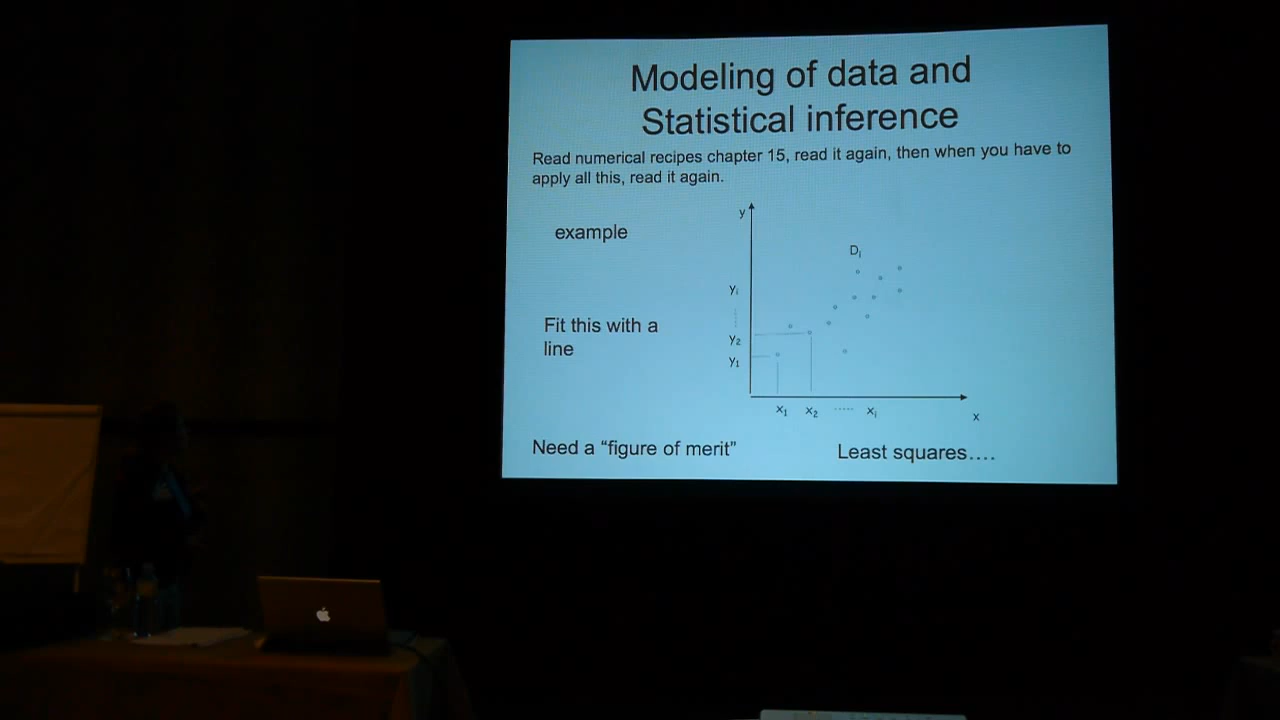 Modeling of data and
Statistical inference
Read numerical recipes chapter 15, read it again, then when you have to
apply all this, read it again.
example
y
Di
yi
Fit this with a
line
y2
y1
x1 x2 ..... xi
x
Need a “figure of merit”
Least squares....